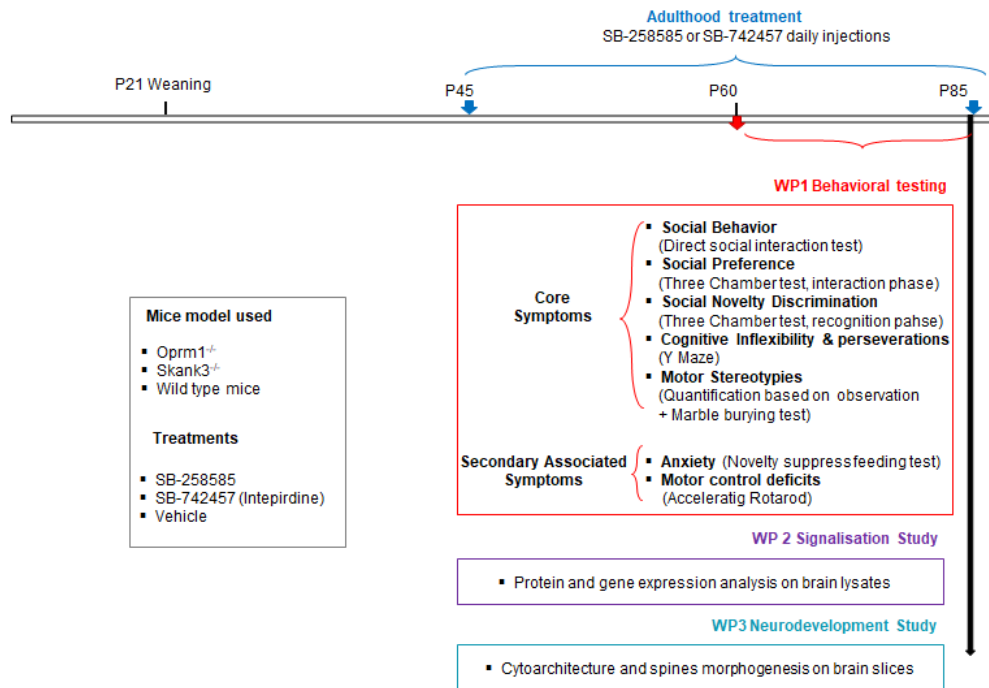 Adulthood treatment
SB-258585 or SB-742457 daily injections
P21 Weaning
P45
P60
P85
WP1 Behavioral testing
Core
Symptoms
▪ Social Behavior
(Direct social interaction test)
▪ Social Preference
(Three Chamber test, interaction phase)
▪ Social Novelty Discrimination
(Three Chamber test, recognition pahse)
▪ Cognitive Inflexibility & perseverations
(Y Maze)
▪ Motor Stereotypies
(Quantification based on observation
+ Marble burying test)
Secondary Associated
Symptoms
▪ Anxiety (Novelty suppress feeding test)
▪ Motor control deficits
(Acceleratig Rotarod)
Mice model used
▪ Oprm1-/-
▪ Skank3-/-
▪ Wild type mice
Treatments
▪ SB-258585
▪ SB-742457 (Intepirdine)
▪ Vehicle
WP 2 Signalisation Study
▪ Protein and gene expression analysis on brain lysates
WP3 Neurodevelopment Study
▪ Cytoarchitecture and spines morphogenesis on brain slices